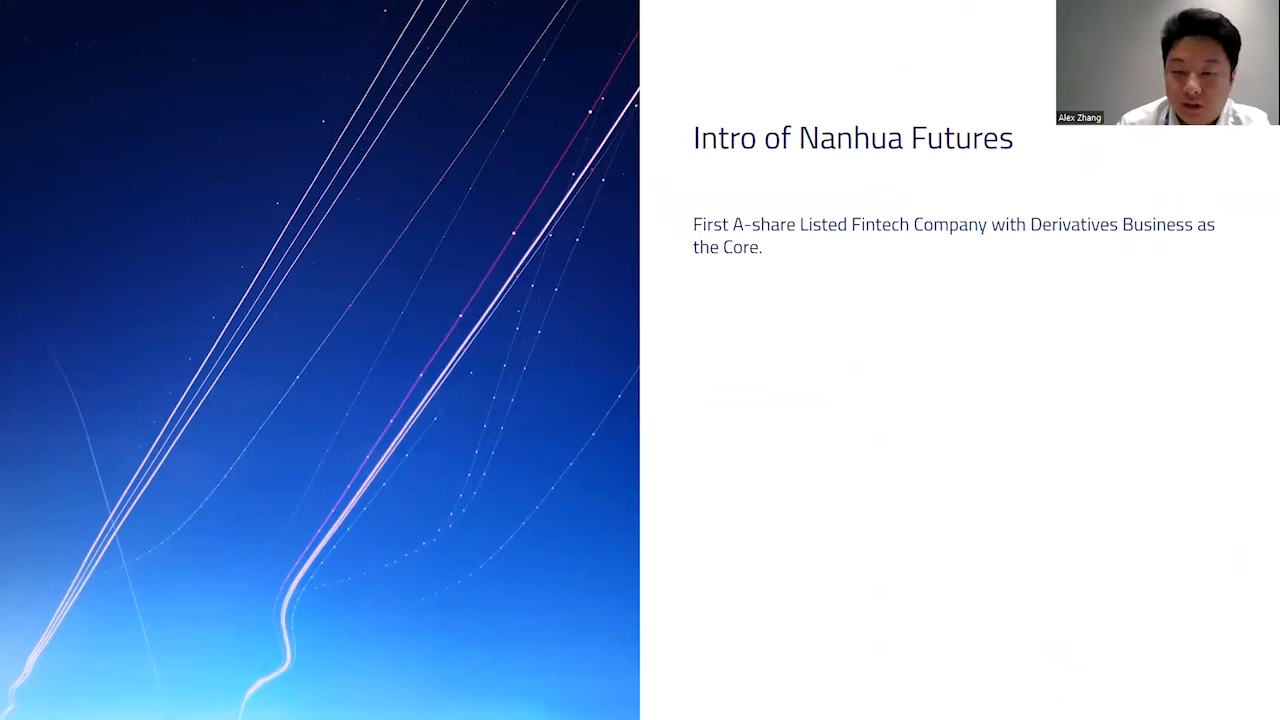 Alex Zhang
Intro of Nanhua Futures
First A-share Listed Fintech Company with Derivatives Business as
the Core.